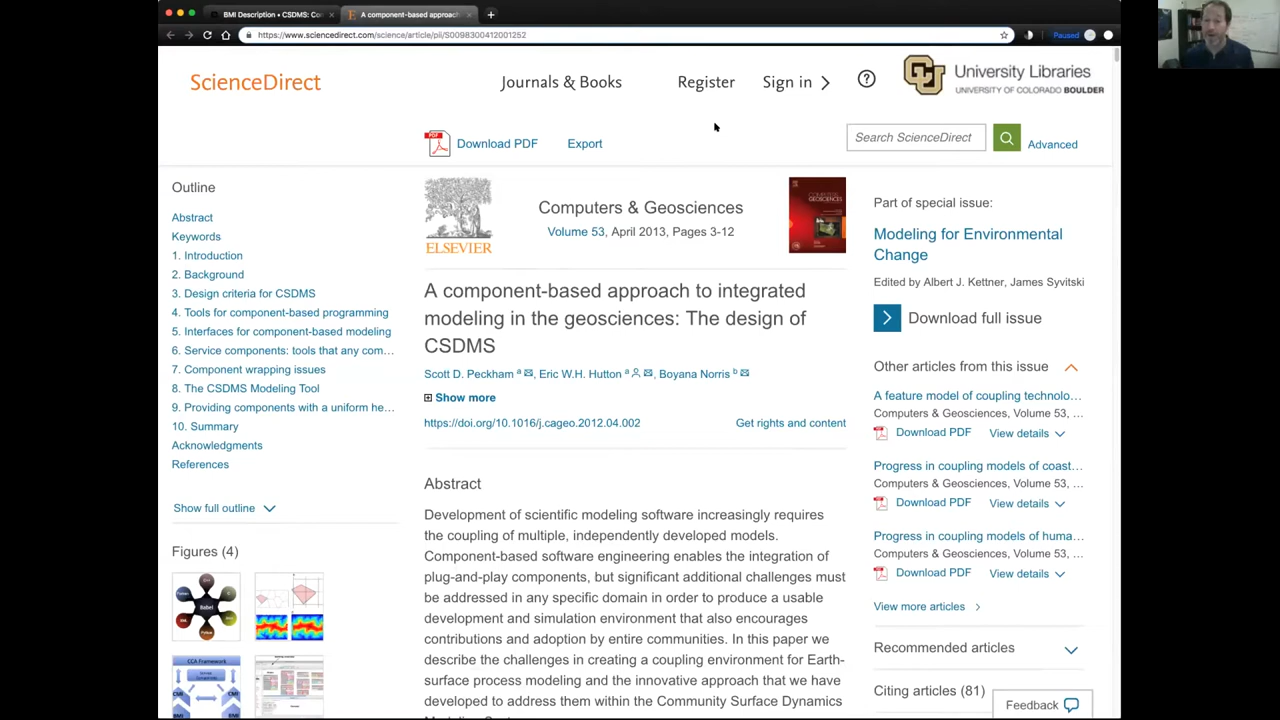 BMI Description • CSDMS: Co
A component-based approach
https://www.sciencedirect.com/science/article/pii/S0098300412001252
Paused
ScienceDirect
Journals & Books
Register
Sign in
University Libraries
UNIVERSITY OF COLORADO BOULDER
PDF
Download PDF
Export
Search ScienceDirect
Advanced
Outline
Abstract
Keywords
1. Introduction
2. Background
3. Design criteria for CSDMS
4. Tools for component-based programming
5. Interfaces for component-based modeling
6. Service components: tools that any com…
7. Component wrapping issues
8. The CSDMS Modeling Tool
9. Providing components with a uniform he…
10. Summary
Acknowledgments
References
Show full outline
Figures (4)
Babel
CCA Framework
CMI
CMI
BMI
BMI
ELSEVIER
Computers & Geosciences
Volume 53, April 2013, Pages 3-12
A component-based approach to integrated
modeling in the geosciences: The design of
CSDMS
Scott D. Peckham a, Eric W.H. Hutton a, Boyana Norris b
Show more
https://doi.org/10.1016/j.cageo.2012.04.002
Get rights and content
Abstract
Development of scientific modeling software increasingly requires
the coupling of multiple, independently developed models.
Component-based software engineering enables the integration of
plug-and-play components, but significant additional challenges must
be addressed in any specific domain in order to produce a usable
development and simulation environment that also encourages
contributions and adoption by entire communities. In this paper we
describe the challenges in creating a coupling environment for Earth-
surface process modeling and the innovative approach that we have
developed to address them within the Community Surface Dynamics
Part of special issue:
Modeling for Environmental
Change
Edited by Albert J. Kettner, James Syvitski
Download full issue
Other articles from this issue
A feature model of coupling technolo…
Computers & Geosciences, Volume 53, …
Download PDF
View details
Progress in coupling models of coast…
Computers & Geosciences, Volume 53, …
Download PDF
View details
Progress in coupling models of huma…
Computers & Geosciences, Volume 53, …
Download PDF
View details
View more articles
Recommended articles
Citing articles (81)
Feedback